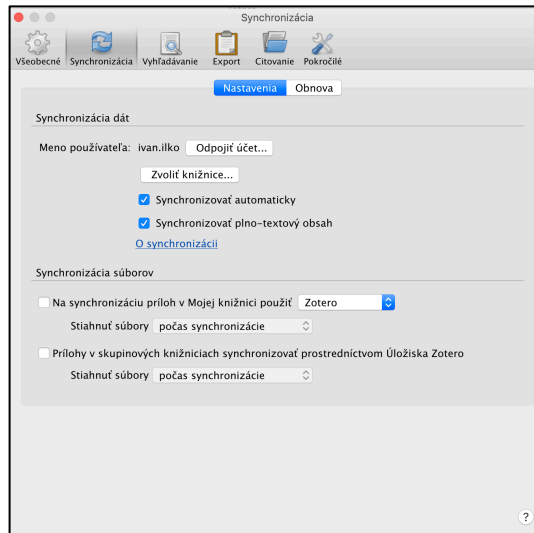 Synchronizácia
Všeobecné Synchronizácia Vyhľadávanie Export Citovanie Pokročilé
Nastavenia Obnova
Synchronizácia dát
Meno používateľa: ivan.ilko Odpojiť účet...
Zvoliť knižnice...
Synchronizovať automaticky
Synchronizovať plno-textový obsah
O synchronizácii
Synchronizácia súborov
Na synchronizáciu príloh v Mojej knižnici použiť Zotero
Stiahnuť súbory počas synchronizácie
Prílohy v skupinových knižniciach synchronizovať prostredníctvom Úložiska Zotero
Stiahnuť súbory počas synchronizácie
?